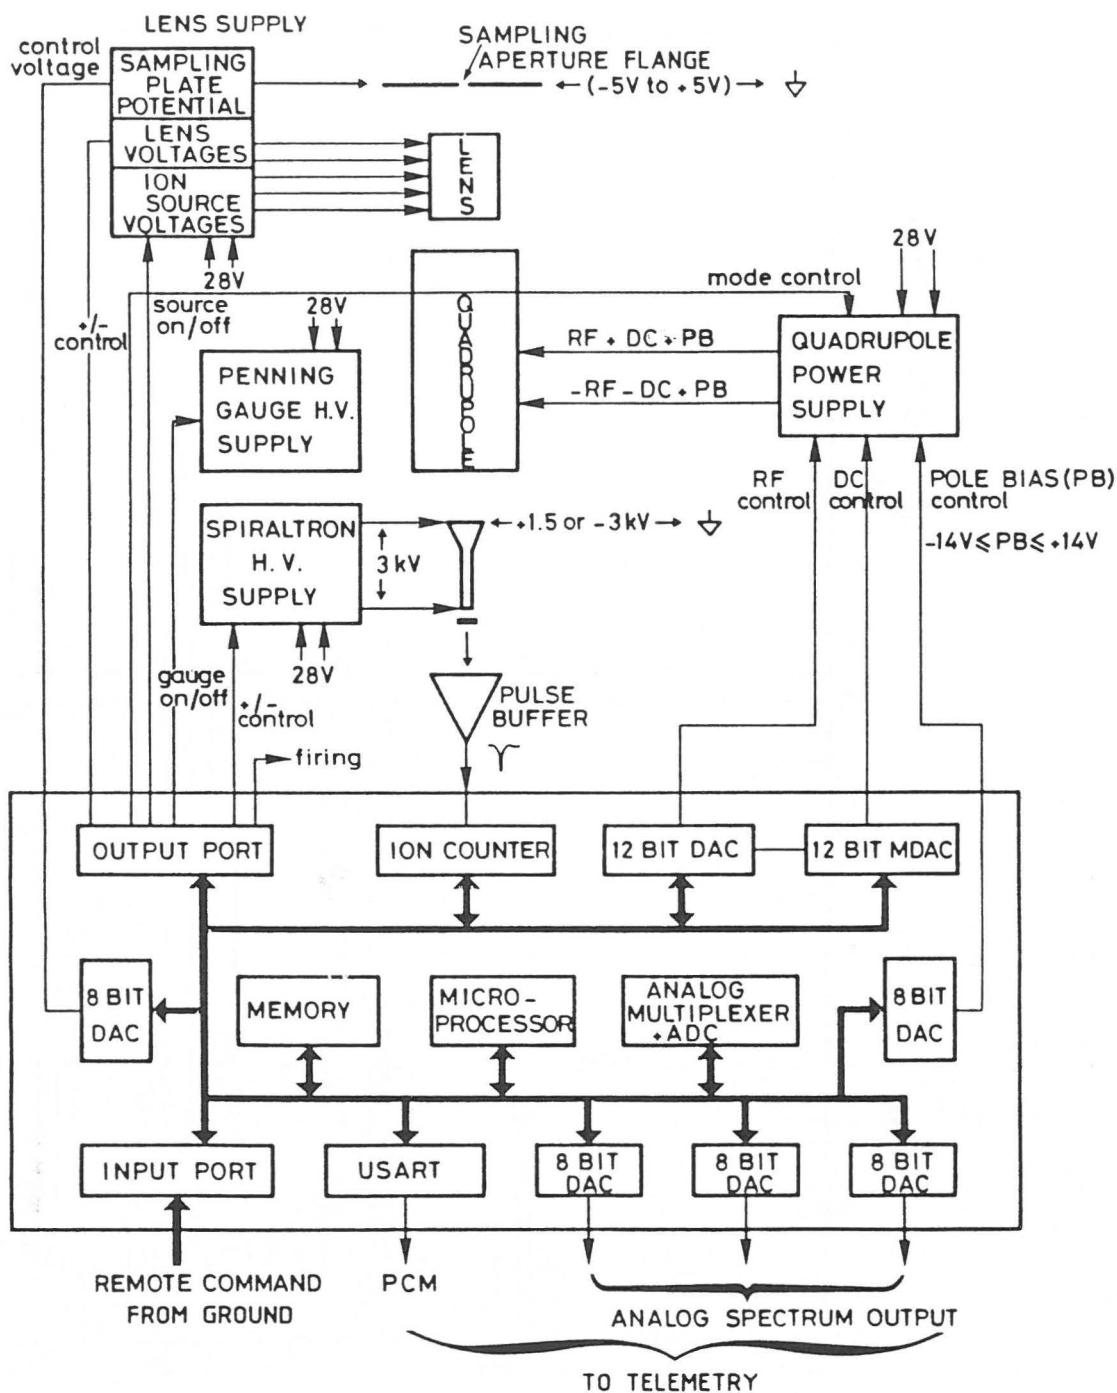 LENS SUPPLY
control
voltage
SAMPLING
PLATE
POTENTIAL
LENS
VOLTAGES
ION
SOURCE
VOLTAGES
SAMPLING
APERTURE FLANGE
(-5V to +5V)
LENS
28V
source
on/off
+/-
control
28V
PENNING
GAUGE H.V.
SUPPLY
QUADRUPOLE
mode control
28V
RF + DC + PB
-RF - DC + PB
QUADRUPOLE
POWER
SUPPLY
RF
control
DC
control
POLE BIAS (PB)
control
-14V ≤ PB ≤ +14V
SPIRALTRON
H. V.
SUPPLY
3 kV
+1.5 or -3 kV
28V
gauge
on/off
+/-
control
firing
PULSE
BUFFER
OUTPUT PORT
ION COUNTER
12 BIT DAC
12 BIT MDAC
8 BIT
DAC
MEMORY
MICRO-
PROCESSOR
ANALOG
MULTIPLEXER
+ ADC
8 BIT
DAC
INPUT PORT
USART
8 BIT
DAC
8 BIT
DAC
8 BIT
DAC
REMOTE COMMAND
FROM GROUND
PCM
ANALOG SPECTRUM OUTPUT
TO TELEMETRY